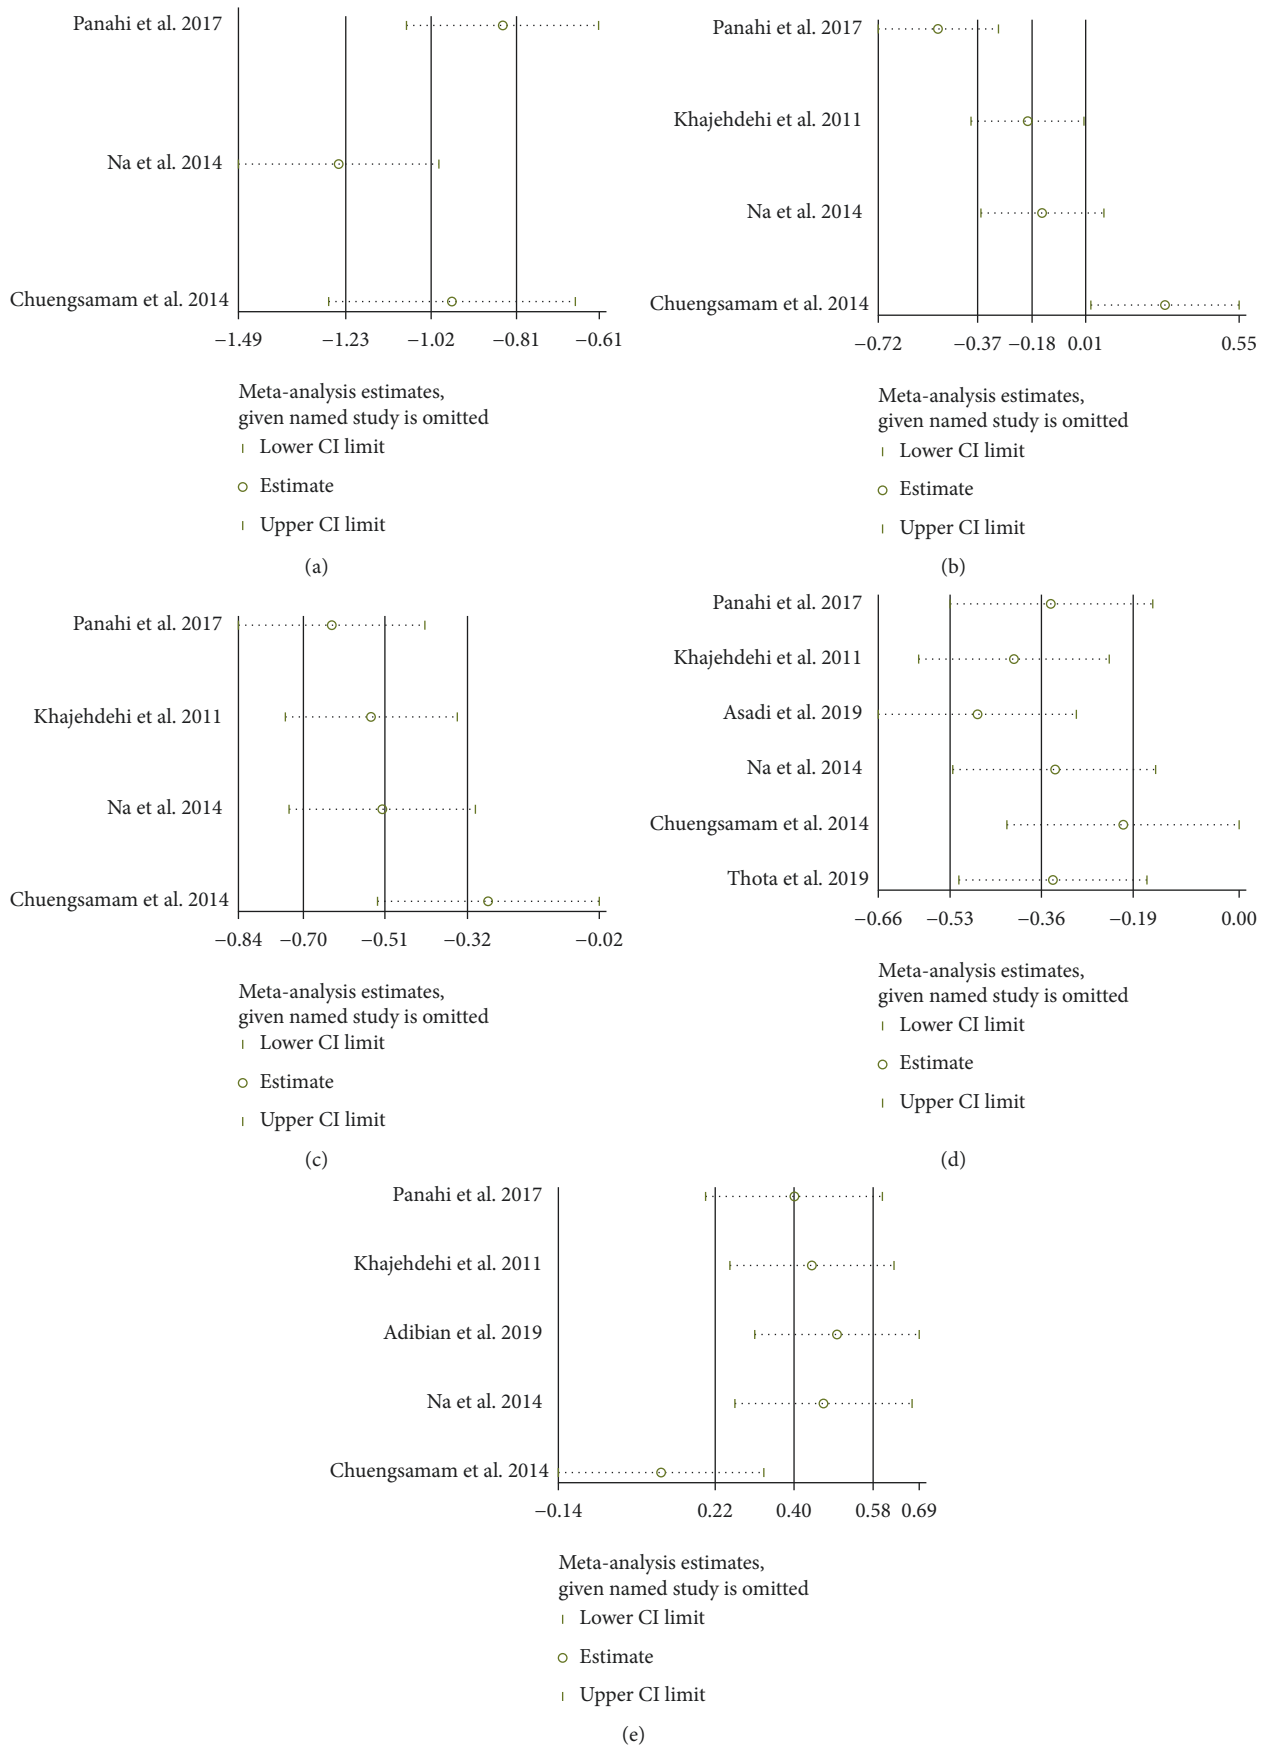 Panahi et al. 2017
Na et al. 2014
Chuengsamam et al. 2014
−1.49 −1.23 −1.02 −0.81 −0.61
Meta-analysis estimates,
given named study is omitted
Lower CI limit
Estimate
Upper CI limit
(a)
Panahi et al. 2017
Khajehdehi et al. 2011
Na et al. 2014
Chuengsamam et al. 2014
−0.72 −0.37 −0.18 0.01 0.55
Meta-analysis estimates,
given named study is omitted
Lower CI limit
Estimate
Upper CI limit
(b)
Panahi et al. 2017
Khajehdehi et al. 2011
Na et al. 2014
Chuengsamam et al. 2014
−0.84 −0.70 −0.51 −0.32 −0.02
Meta-analysis estimates,
given named study is omitted
Lower CI limit
Estimate
Upper CI limit
(c)
Panahi et al. 2017
Khajehdehi et al. 2011
Asadi et al. 2019
Na et al. 2014
Chuengsamam et al. 2014
Thota et al. 2019
−0.66 −0.53 −0.36 −0.19 0.00
Meta-analysis estimates,
given named study is omitted
Lower CI limit
Estimate
Upper CI limit
(d)
Panahi et al. 2017
Khajehdehi et al. 2011
Adibian et al. 2019
Na et al. 2014
Chuengsamam et al. 2014
−0.14 0.22 0.40 0.58 0.69
Meta-analysis estimates,
given named study is omitted
Lower CI limit
Estimate
Upper CI limit
(e)